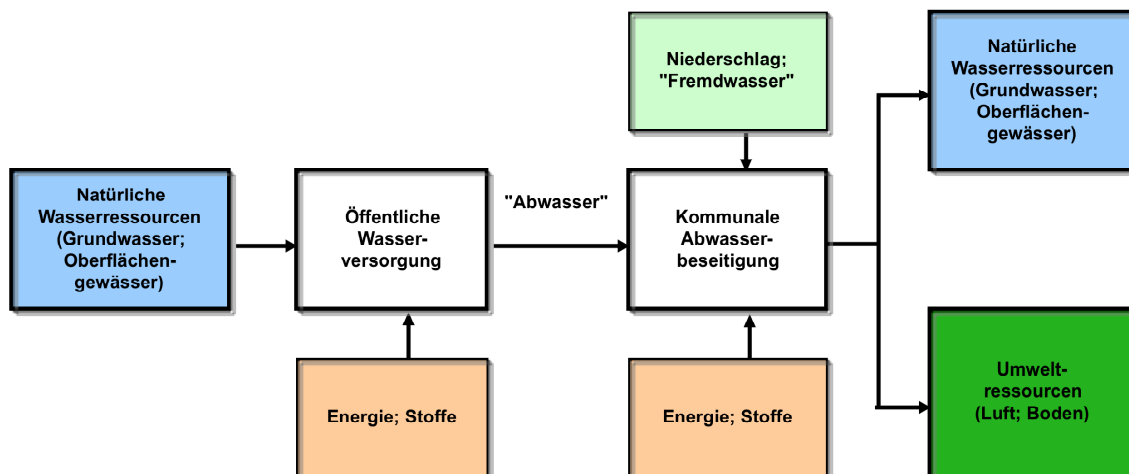 Natürliche
Wasserressourcen
(Grundwasser;
Oberflächen-
gewässer)
Öffentliche
Wasser-
versorgung
"Abwasser"
Niederschlag;
"Fremdwasser"
Kommunale
Abwasser-
beseitigung
Natürliche
Wasserressourcen
(Grundwasser;
Oberflächen-
gewässer)
Energie; Stoffe
Energie; Stoffe
Umwelt-
ressourcen
(Luft; Boden)